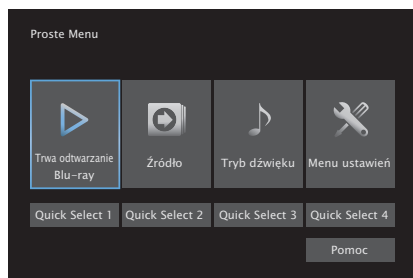 Proste Menu
Trwa odtwarzanie
Blu-ray
Źródło
Tryb dźwięku
Menu ustawień
Quick Select 1
Quick Select 2
Quick Select 3
Quick Select 4
Pomoc